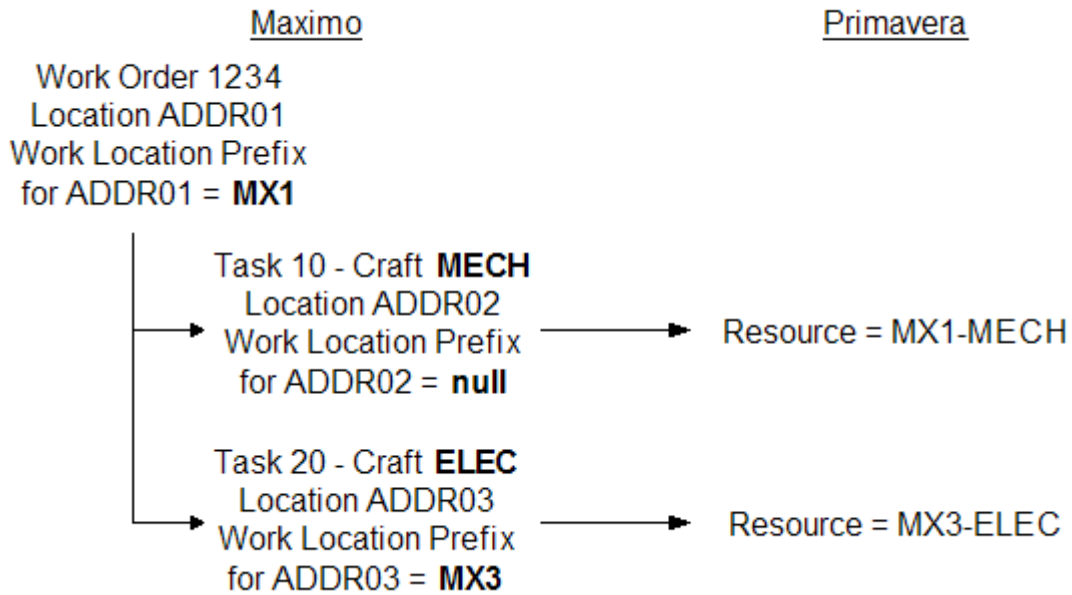 Maximo
Primavera
Work Order 1234
Location ADDR01
Work Location Prefix
for ADDR01 = MX1
Task 10 - Craft MECH
Location ADDR02
Work Location Prefix
for ADDR02 = null
Resource = MX1-MECH
Task 20 - Craft ELEC
Location ADDR03
Work Location Prefix
for ADDR03 = MX3
Resource = MX3-ELEC